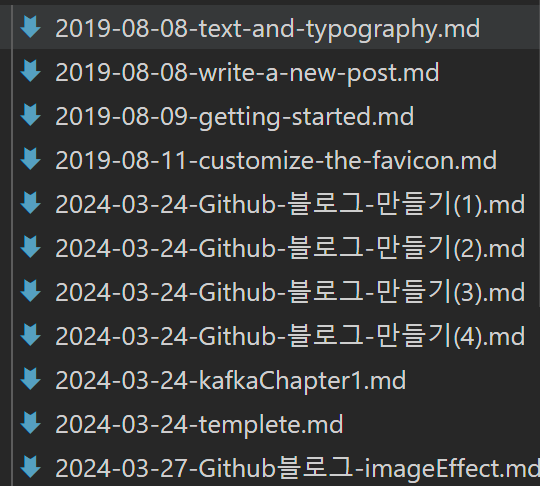 2019-08-08-text-and-typography.md
2019-08-08-write-a-new-post.md
2019-08-09-getting-started.md
2019-08-11-customize-the-favicon.md
2024-03-24-Github-블로그-만들기(1).md
2024-03-24-Github-블로그-만들기(2).md
2024-03-24-Github-블로그-만들기(3).md
2024-03-24-Github-블로그-만들기(4).md
2024-03-24-kafkaChapter1.md
2024-03-24-templete.md
2024-03-27-Github블로그-imageEffect.md